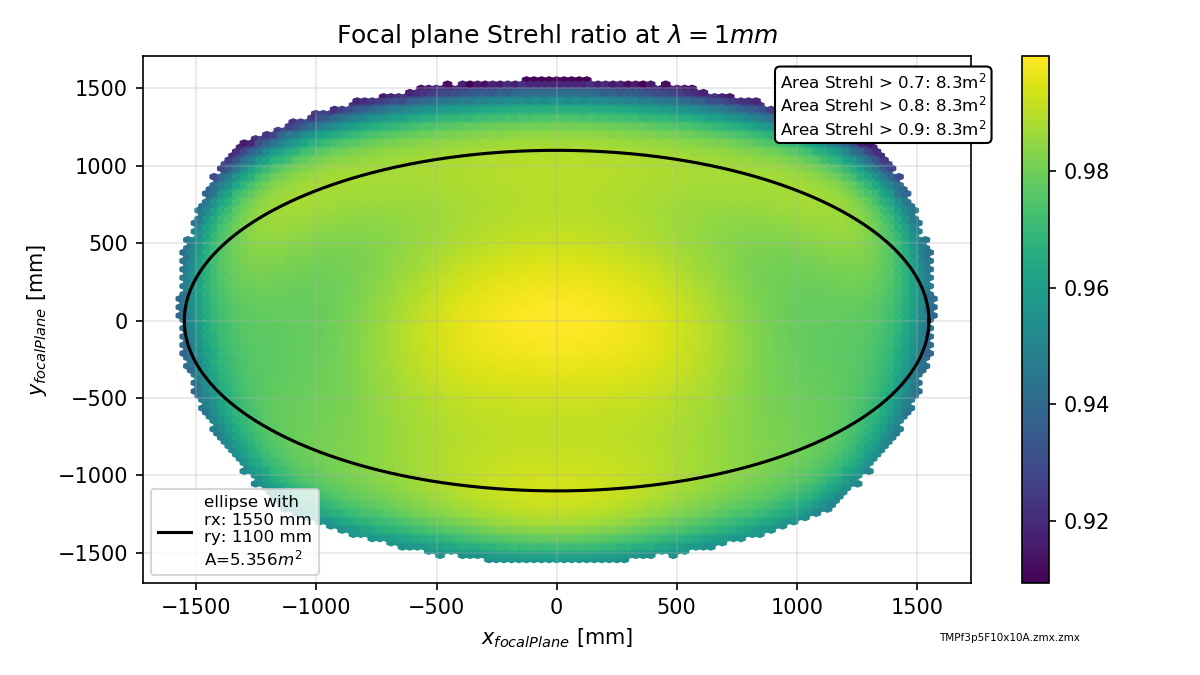 Focal plane Strehl ratio at λ = 1mm
Area Strehl > 0.7: 8.3m²
Area Strehl > 0.8: 8.3m²
Area Strehl > 0.9: 8.3m²
1500
1000
500
0
−500
−1000
−1500
y_focalPlane [mm]
ellipse with
rx: 1550 mm
ry: 1100 mm
A=5.356m²
−1500 −1000 −500 0 500 1000 1500
x_focalPlane [mm]
0.98
0.96
0.94
0.92
TMPf3p5F10x10A.zmx.zmx